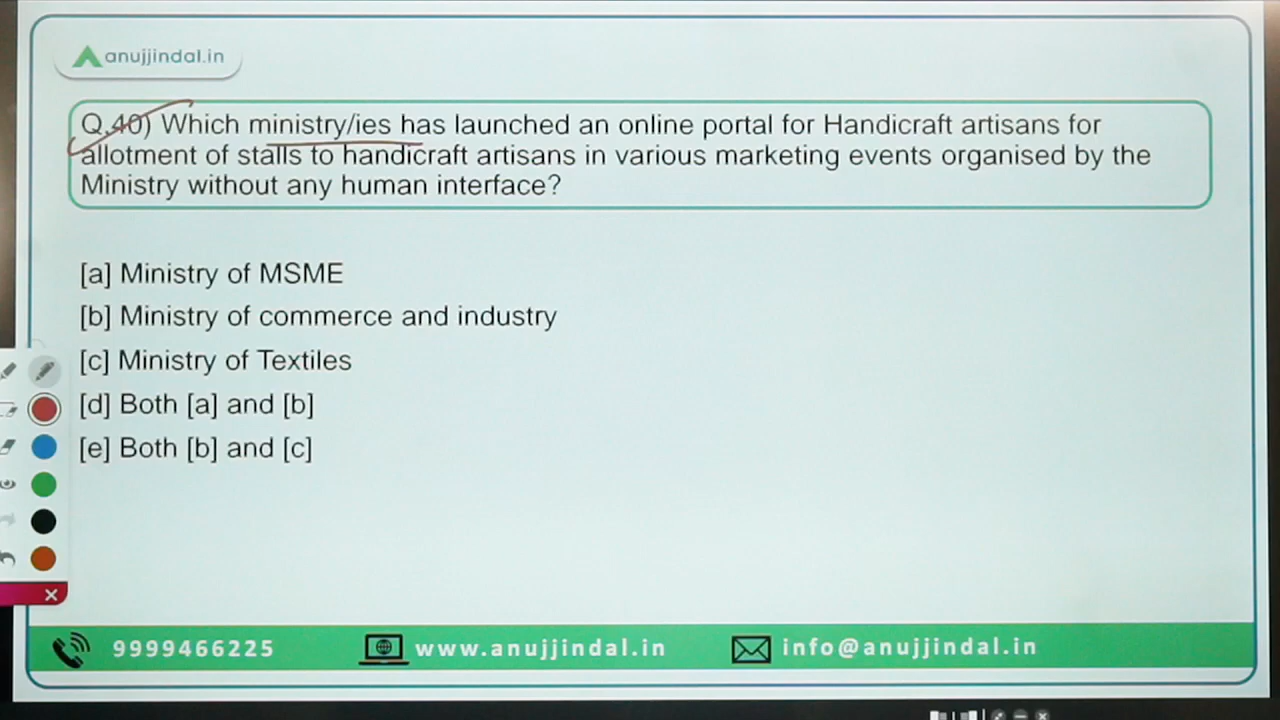 anujjindal.in
Q.40) Which ministry/ies has launched an online portal for Handicraft artisans for
allotment of stalls to handicraft artisans in various marketing events organised by the
Ministry without any human interface?
[a] Ministry of MSME
[b] Ministry of commerce and industry
[c] Ministry of Textiles
[d] Both [a] and [b]
[e] Both [b] and [c]
9999466225 www.anujjindal.in info@anujjindal.in